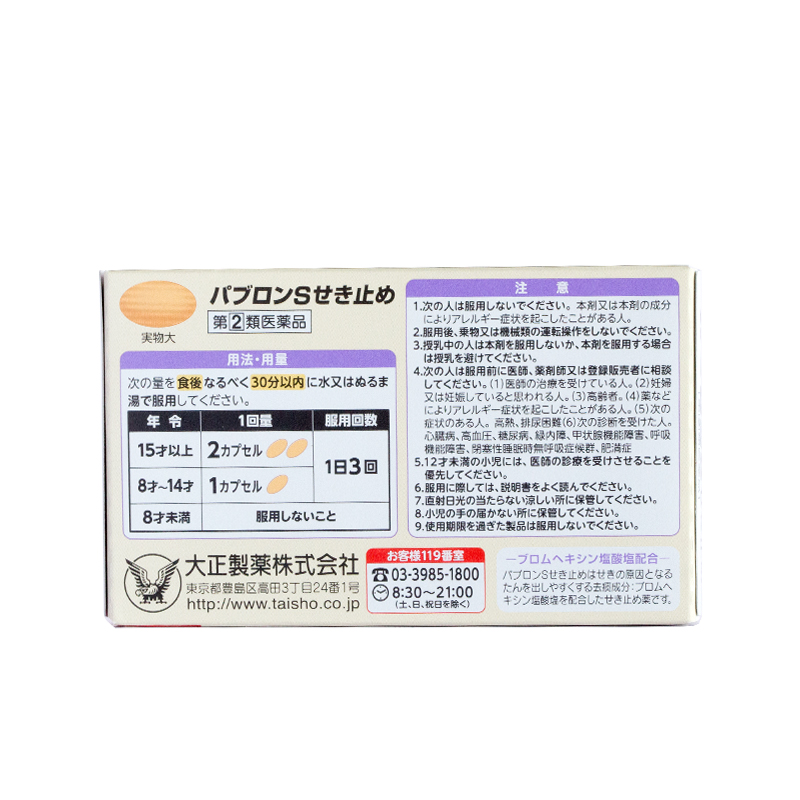 実物大
パブロンSせき止め
指②類医薬品
用法・用量
次の量を食後なるべく30分以内に水又はぬるま
湯で服用してください。
年令 1回量 服用回数
15才以上 2カプセル 1日3回
8才~14才 1カプセル
8才未満 服用しないこと
大正製薬株式会社
東京都豊島区高田3丁目24番1号
http://www.taisho.co.jp
お客様119番室
03-3985-1800
8:30~21:00
(土、日、祝日を除く)
注意
1.次の人は服用しないでください。本剤又は本剤の成分
によりアレルギー症状を起こしたことがある人。
2.服用後、乗物又は機械類の運転操作をしないでください。
3.授乳中の人は本剤を服用しないか、本剤を服用する場合
は授乳を避けてください。
4.次の人は服用前に医師、薬剤師又は登録販売者に相談
してください。(1)医師の治療を受けている人。(2)妊婦
又は妊娠していると思われる人。(3)高齢者。(4)薬などに
よりアレルギー症状を起こしたことがある人。(5)次の
症状のある人。高熱、排尿困難(6)次の診断を受けた人。
心臓病、高血圧、糖尿病、緑内障、甲状腺機能障害、呼吸
機能障害、閉塞性睡眠時無呼吸症候群、肥満症
5.12才未満の小児には、医師の診療を受けさせることを
優先してください。
6.服用に際しては、説明書をよく読んでください。
7.直射日光の当たらない涼しい所に保管してください。
8.小児の手の届かない所に保管してください。
9.使用期限を過ぎた製品は服用しないでください。
ブロムヘキシン塩酸塩配合
パブロンSせき止めはせきの原因となる
たんを出しやすくする去痰成分:ブロムヘ
キシン塩酸塩を配合したせき止め薬です。